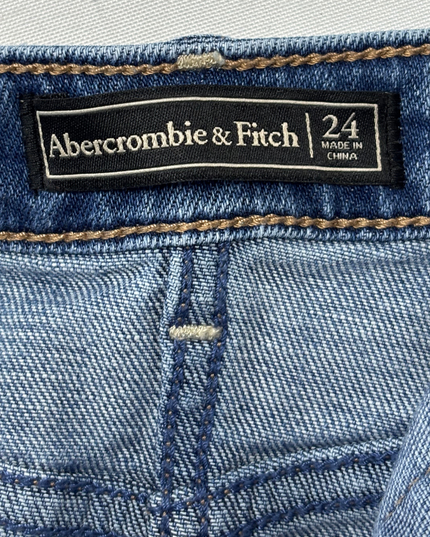 Abercrombie & Fitch | 24
MADE IN
CHINA